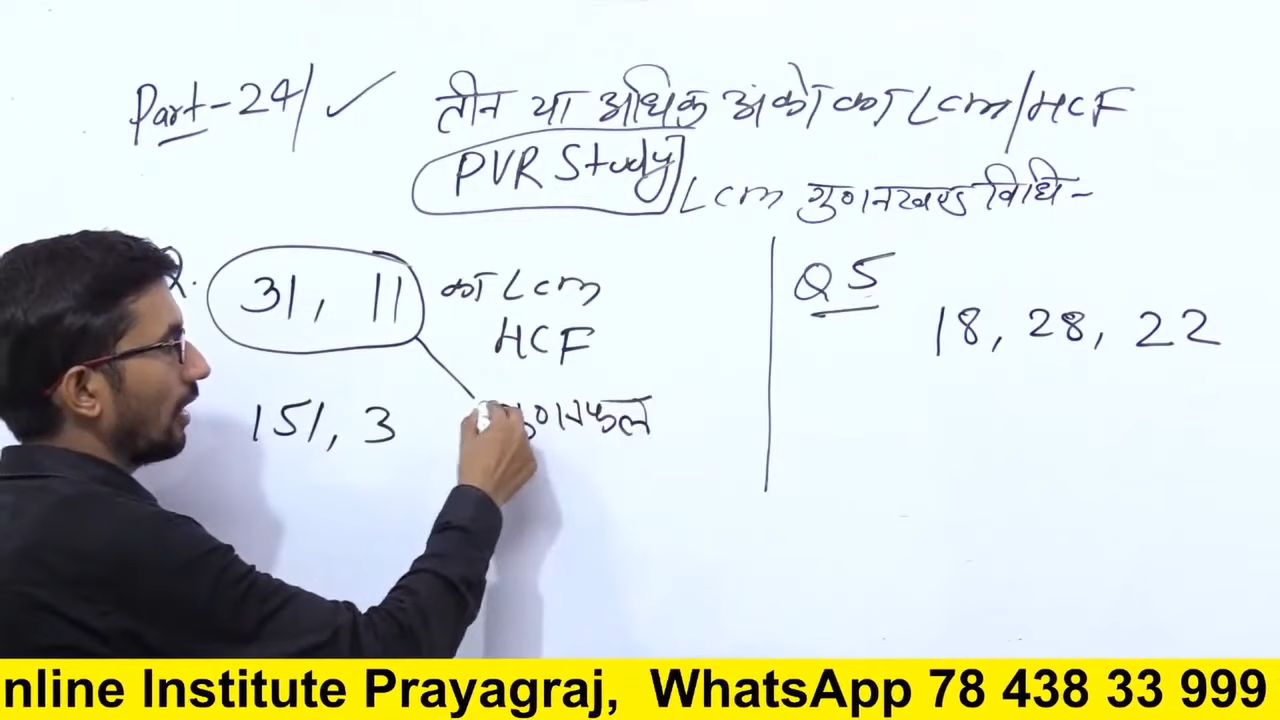 Part-24/ ✓ तीन या अधिक अंको का Lcm/HCF
PVR Study
Lcm गुणनखण्ड विधि-
31, 11 का Lcm
HCF
151, 3 गुणनफल
Q 5
18, 28, 22
nline Institute Prayagraj, WhatsApp 78 438 33 999